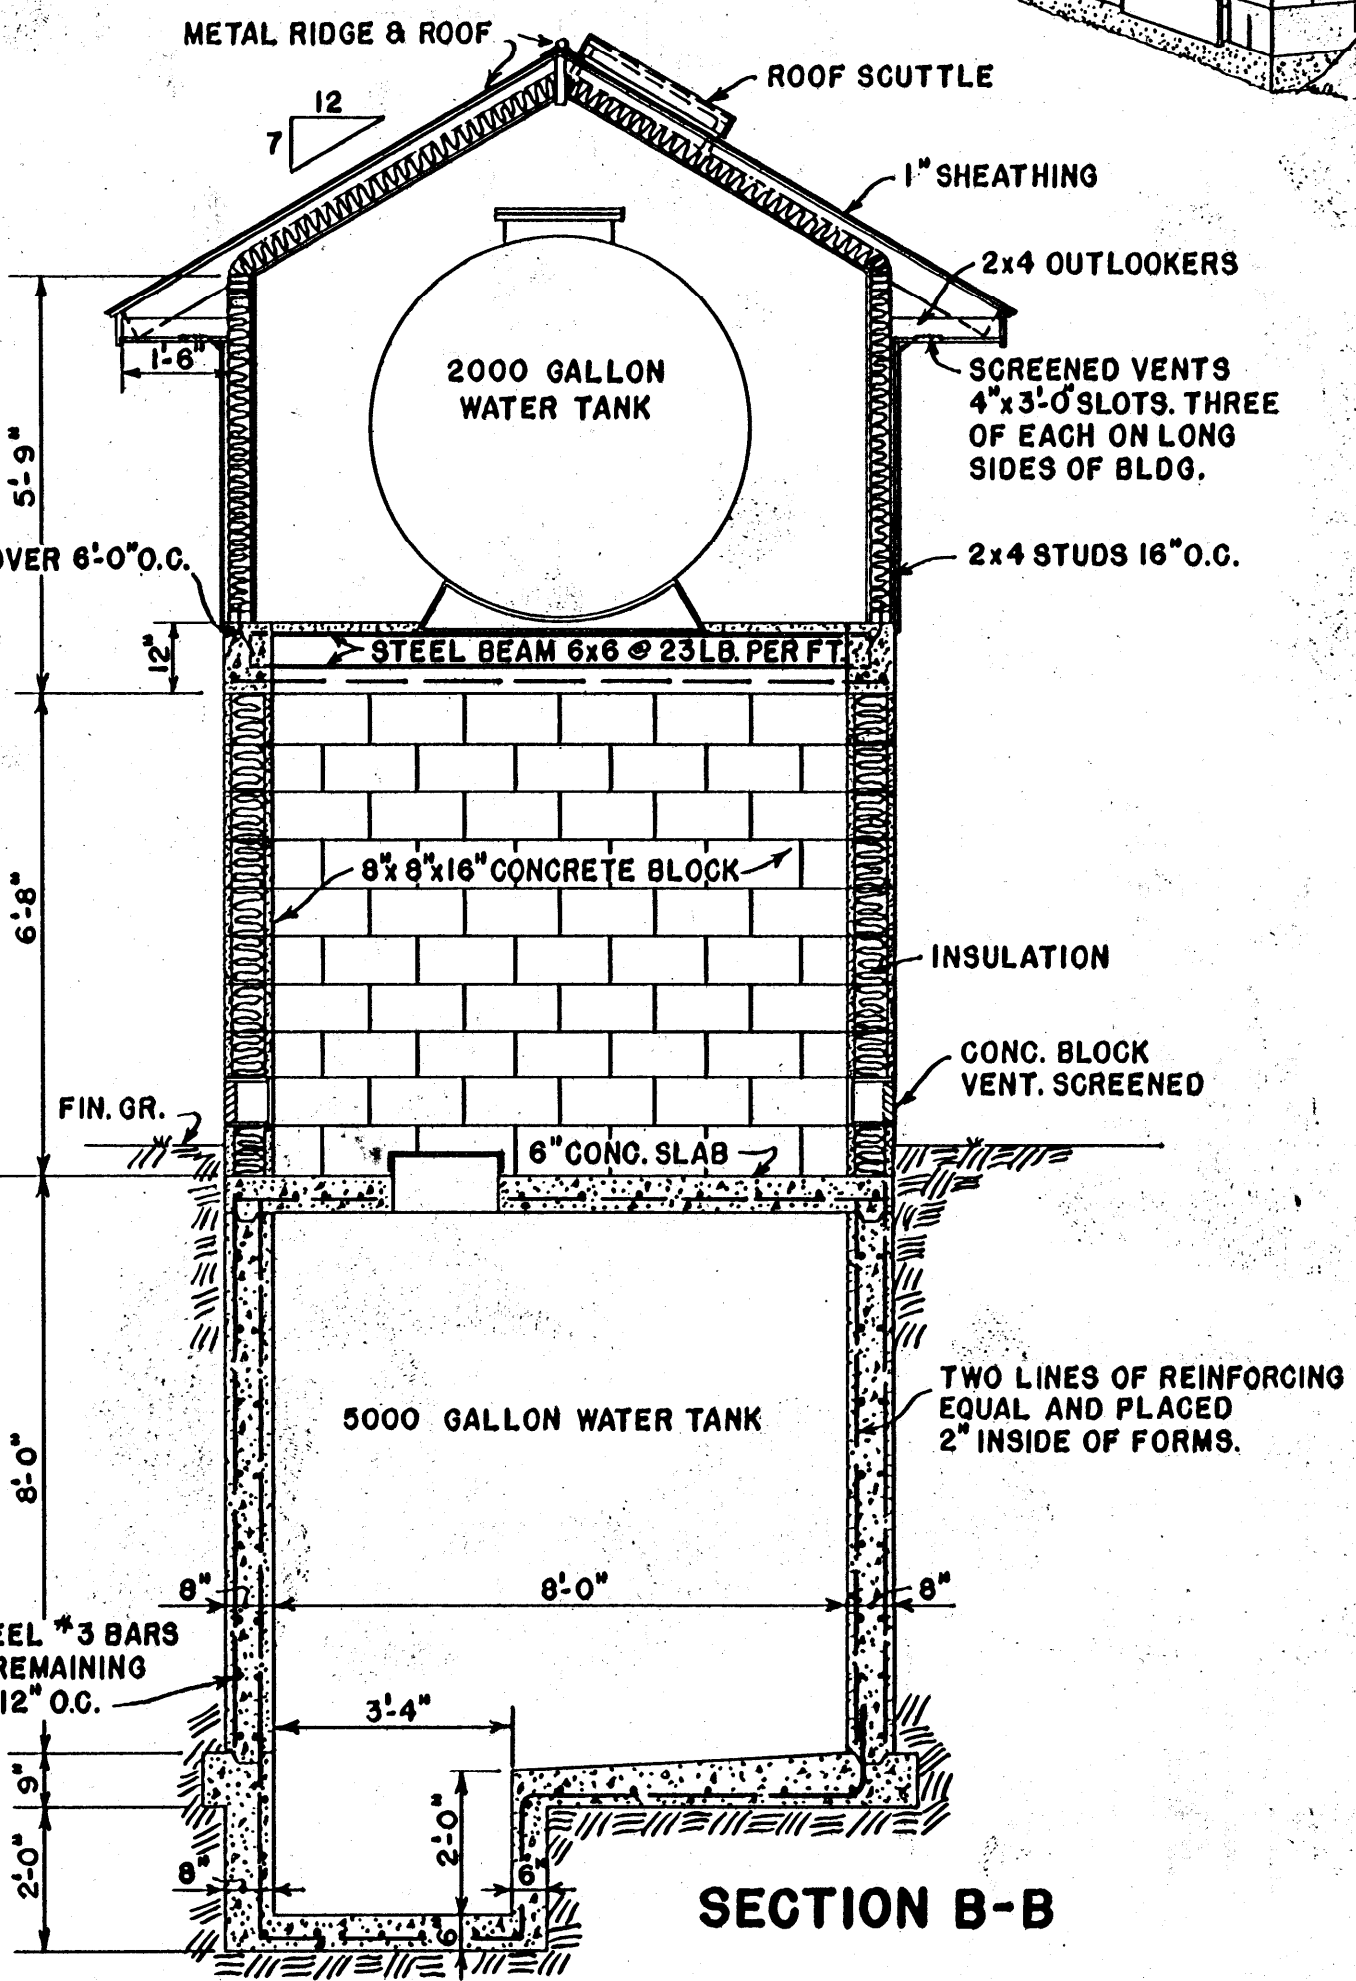 METAL RIDGE & ROOF
ROOF SCUTTLE
12
7
1" SHEATHING
2x4 OUTLOOKERS
1'-6"
2000 GALLON
WATER TANK
SCREENED VENTS
4"x3'-0" SLOTS. THREE
OF EACH ON LONG
SIDES OF BLDG.
5'-9"
OVER 6'-0" O.C.
2x4 STUDS 16" O.C.
12"
STEEL BEAM 6x6 @ 23 LB. PER FT.
6'-8"
8"x 8"x16" CONCRETE BLOCK
INSULATION
CONC. BLOCK
VENT. SCREENED
FIN. GR.
6" CONC. SLAB
TWO LINES OF REINFORCING
EQUAL AND PLACED
2" INSIDE OF FORMS.
5000 GALLON WATER TANK
8'-0"
8"
8'-0"
8"
EEL #3 BARS
REMAINING
12" O.C.
3'-4"
9"
2'-0"
2'-0"
8"
6"
6
SECTION B-B